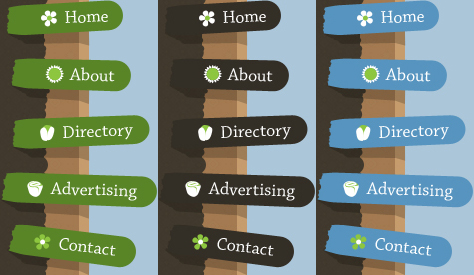 Home Home Home
About About About
Directory Directory Directory
Advertising Advertising Advertising
Contact Contact Contact